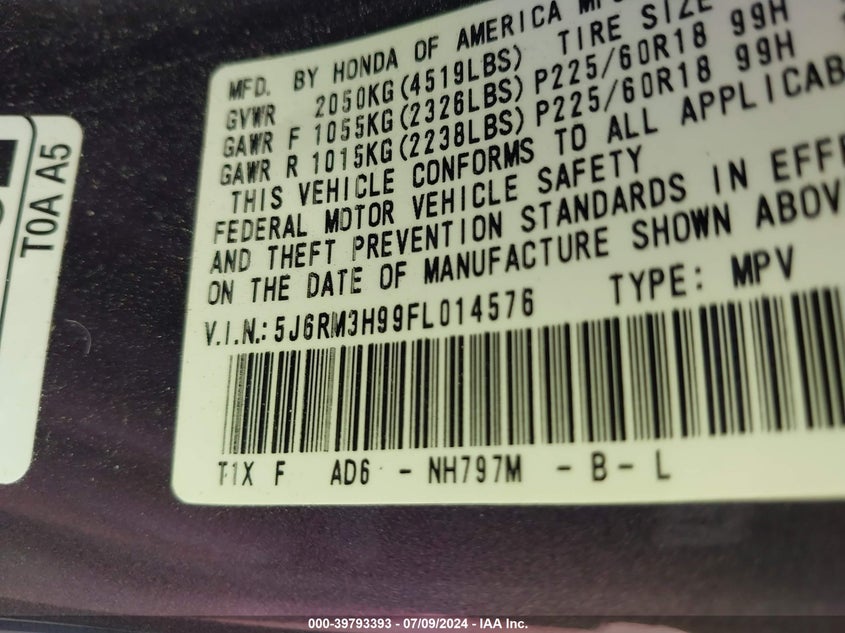 MFD. BY HONDA OF AMERICA
GVWR 2050KG(4519LBS) TIRE SIZE
GAWR F 1055KG(2326LBS) P225/60R18 99H
GAWR R 1015KG(2238LBS) P225/60R18 99H
THIS VEHICLE CONFORMS TO ALL APPLICAB
FEDERAL MOTOR VEHICLE SAFETY
AND THEFT PREVENTION STANDARDS IN EFF
ON THE DATE OF MANUFACTURE SHOWN ABOV
V.I.N.: 5J6RM3H99FL014576 TYPE: MPV
T1X F AD6 - NH797M - B - L
T0A A5
000-39793393 - 07/09/2024 - IAA Inc.